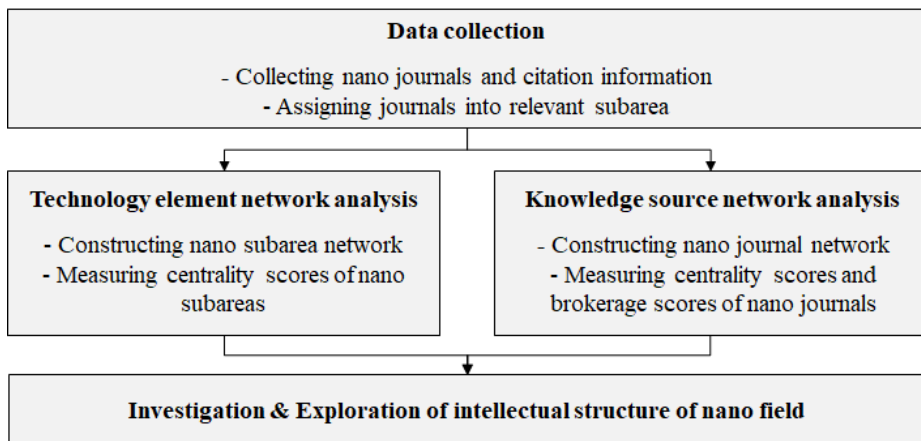 Data collection
- Collecting nano journals and citation information
- Assigning journals into relevant subarea
Technology element network analysis
- Constructing nano subarea network
- Measuring centrality scores of nano
subareas
Knowledge source network analysis
- Constructing nano journal network
- Measuring centrality scores and
brokerage scores of nano journals
Investigation & Exploration of intellectual structure of nano field